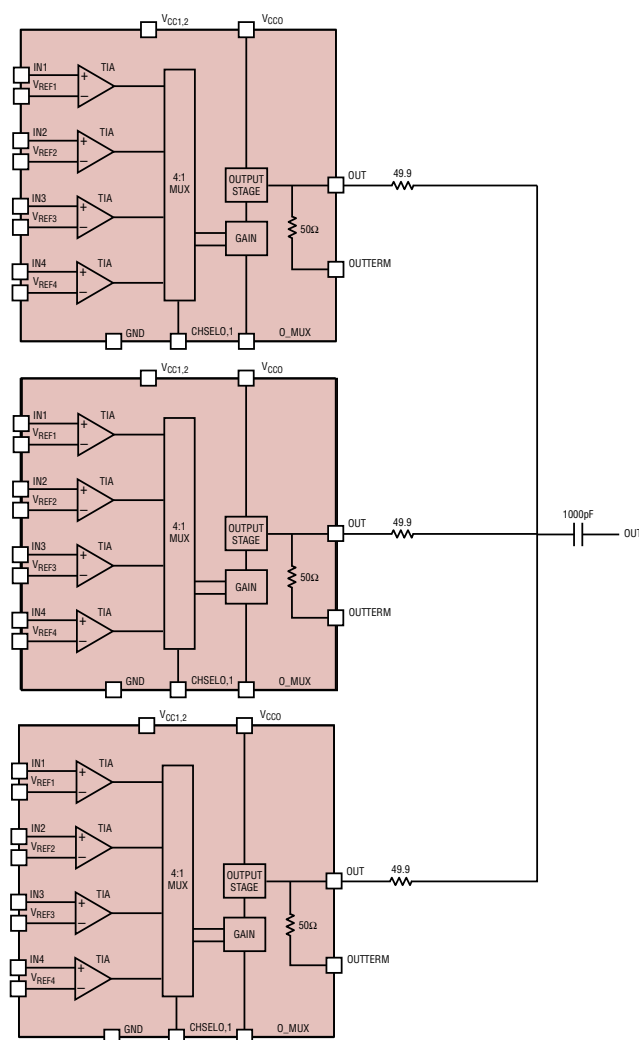 VCC1,2 VCCO
IN1 TIA
VREF1 + −
IN2 TIA
VREF2 + −
4:1 MUX
IN3 TIA
VREF3 + −
IN4 TIA
VREF4 + −
OUTPUT STAGE
GAIN
50Ω
OUT 49.9
OUTTERM
GND CHSEL0,1 O_MUX
VCC1,2 VCCO
IN1 TIA
VREF1 + −
IN2 TIA
VREF2 + −
4:1 MUX
IN3 TIA
VREF3 + −
IN4 TIA
VREF4 + −
OUTPUT STAGE
GAIN
50Ω
OUT 49.9
OUTTERM
1000pF
OUT
GND CHSEL0,1 O_MUX
VCC1,2 VCCO
IN1 TIA
VREF1 + −
IN2 TIA
VREF2 + −
4:1 MUX
IN3 TIA
VREF3 + −
IN4 TIA
VREF4 + −
OUTPUT STAGE
GAIN
50Ω
OUT 49.9
OUTTERM
GND CHSEL0,1 O_MUX